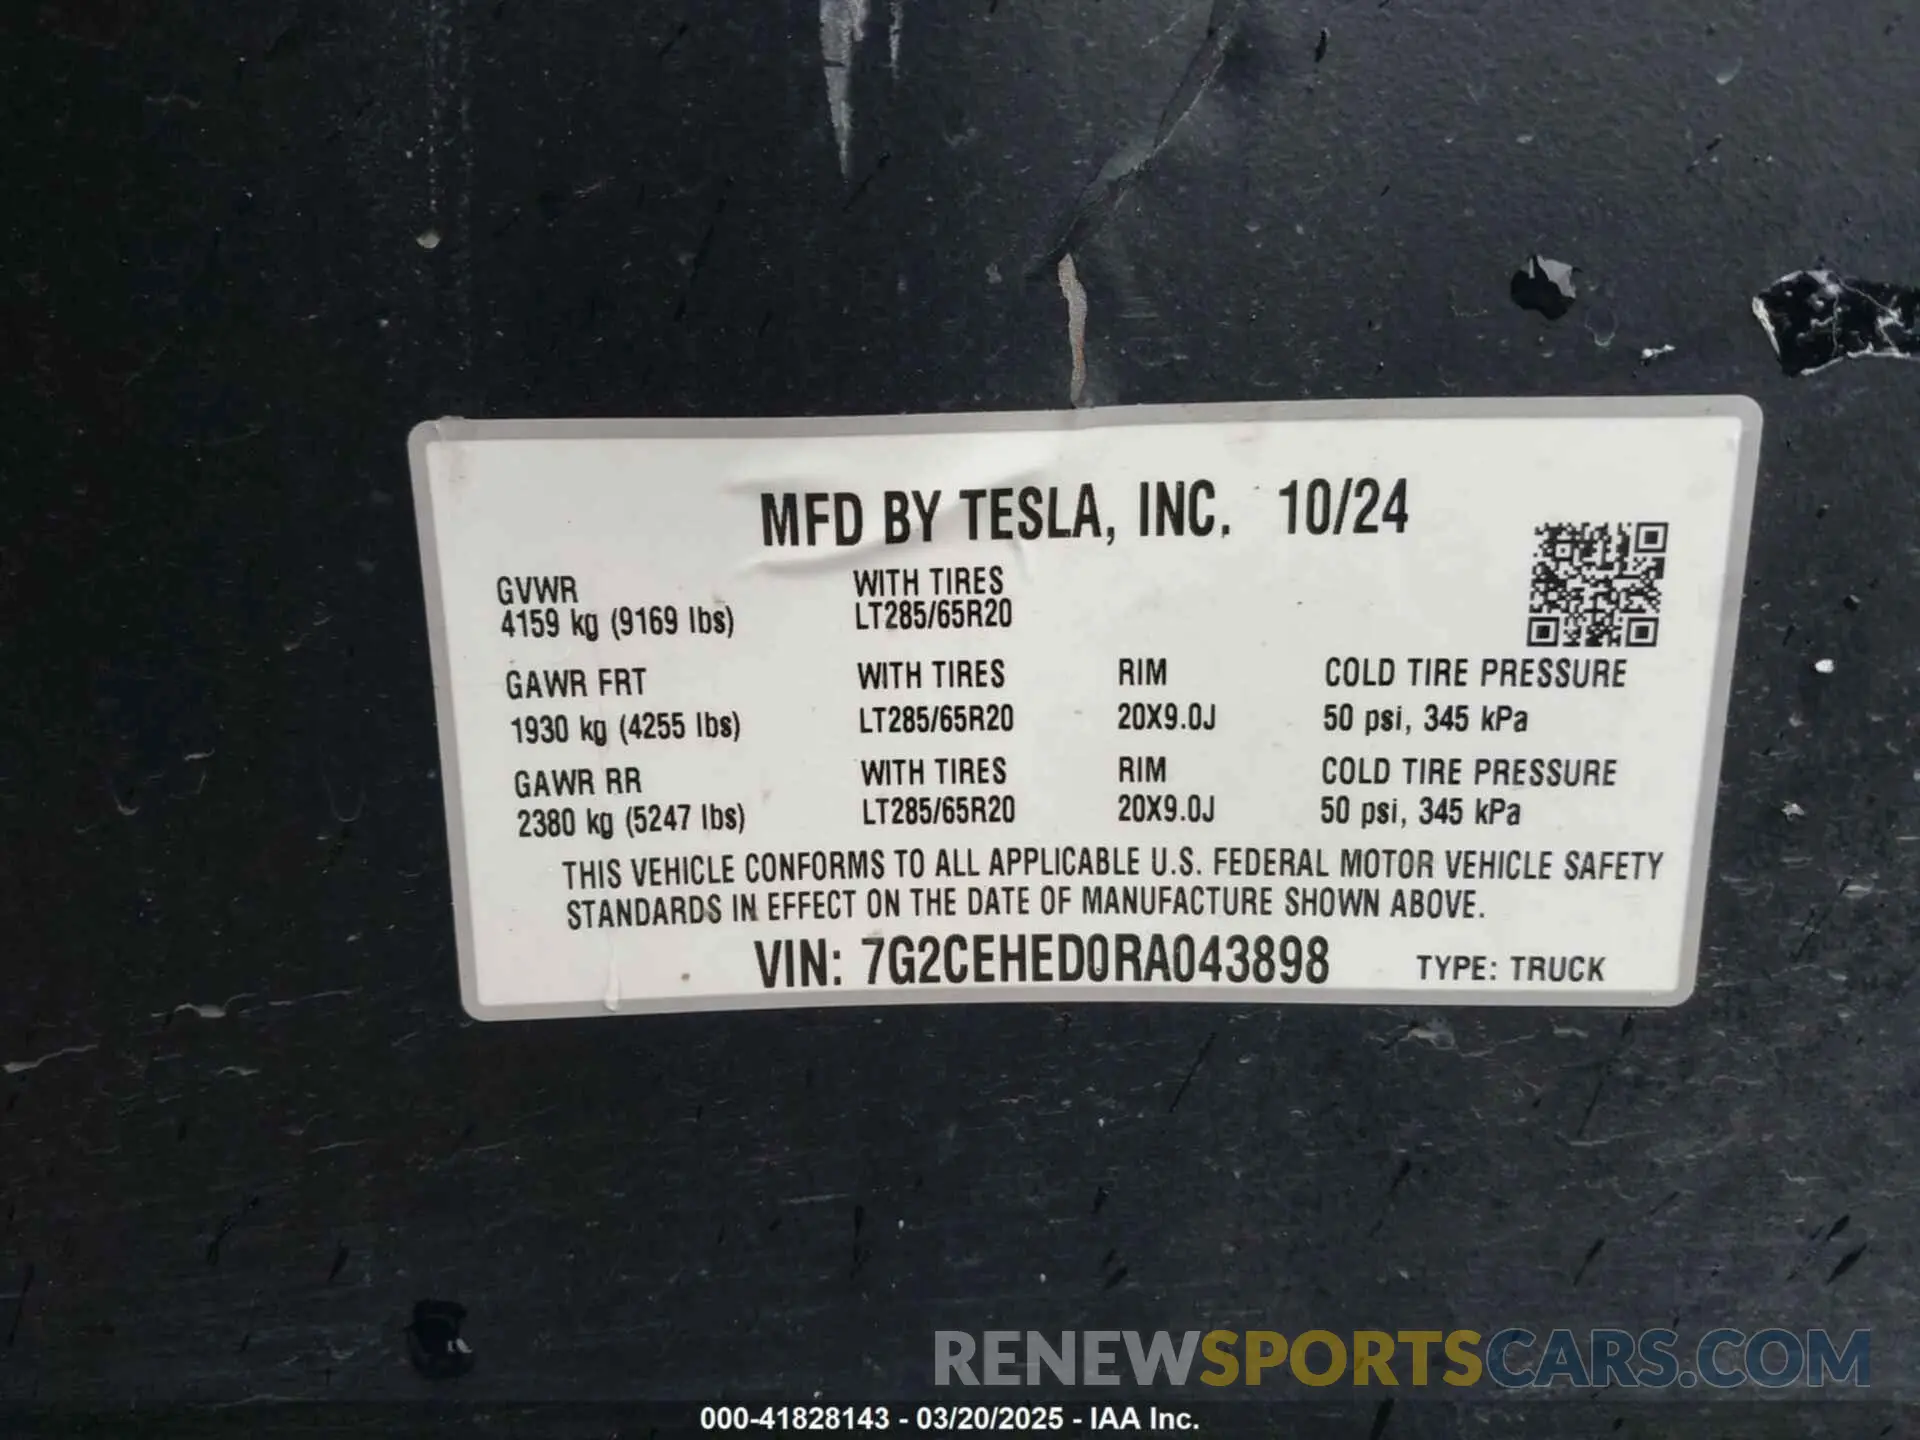 MFD BY TESLA, INC. 10/24
GVWR WITH TIRES
4159 kg (9169 lbs) LT285/65R20
GAWR FRT WITH TIRES RIM COLD TIRE PRESSURE
1930 kg (4255 lbs) LT285/65R20 20X9.0J 50 psi, 345 kPa
GAWR RR WITH TIRES RIM COLD TIRE PRESSURE
2380 kg (5247 lbs) LT285/65R20 20X9.0J 50 psi, 345 kPa
THIS VEHICLE CONFORMS TO ALL APPLICABLE U.S. FEDERAL MOTOR VEHICLE SAFETY
STANDARDS IN EFFECT ON THE DATE OF MANUFACTURE SHOWN ABOVE.
VIN: 7G2CEHED0RA043898 TYPE: TRUCK
RENEWSPORTSCARS.COM
000-41828143 - 03/20/2025 - IAA Inc.